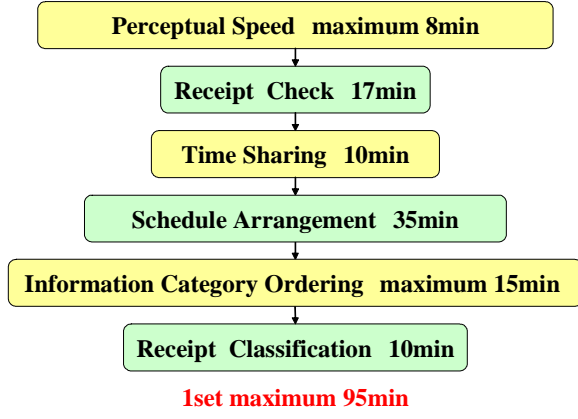 Perceptual Speed maximum 8min
Receipt Check 17min
Time Sharing 10min
Schedule Arrangement 35min
Information Category Ordering maximum 15min
Receipt Classification 10min
1set maximum 95min